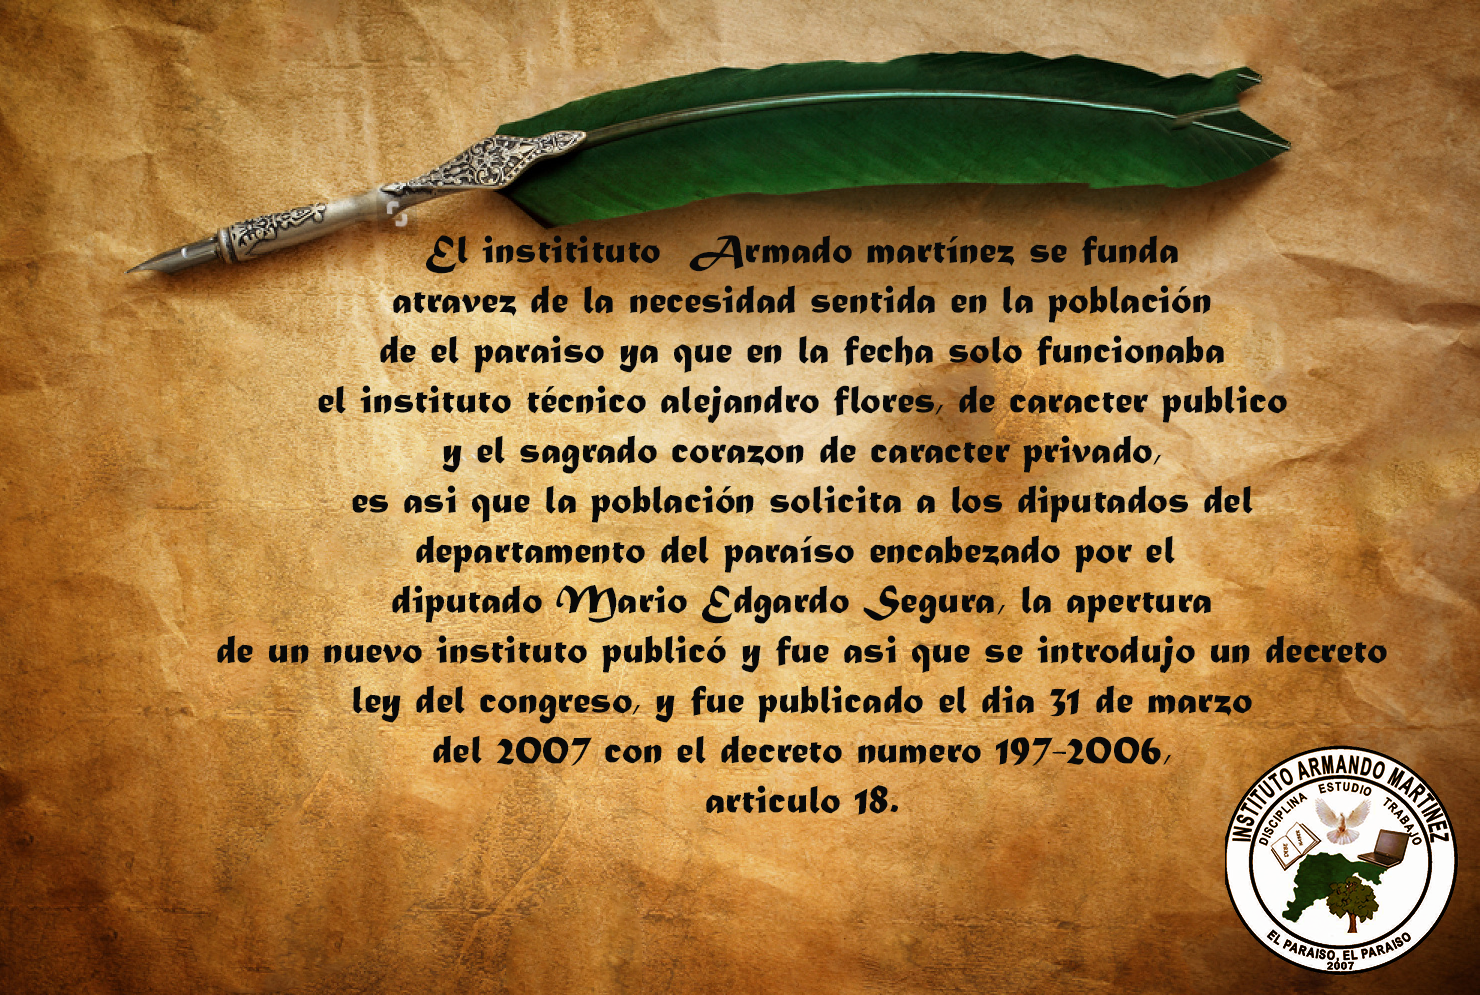 El institituto Armado martínez se funda
atravez de la necesidad sentida en la población
de el paraiso ya que en la fecha solo funcionaba
el instituto técnico alejandro flores, de caracter publico
y el sagrado corazon de caracter privado,
es asi que la población solicita a los diputados del
departamento del paraíso encabezado por el
diputado Mario Edgardo Segura, la apertura
de un nuevo instituto publicó y fue asi que se introdujo un decreto
ley del congreso, y fue publicado el dia 31 de marzo
del 2007 con el decreto numero 197-2006,
articulo 18.
INSTITUTO ARMANDO MARTÍNEZ
DISCIPLINA ESTUDIO TRABAJO
EL PARAISO, EL PARAISO
2007